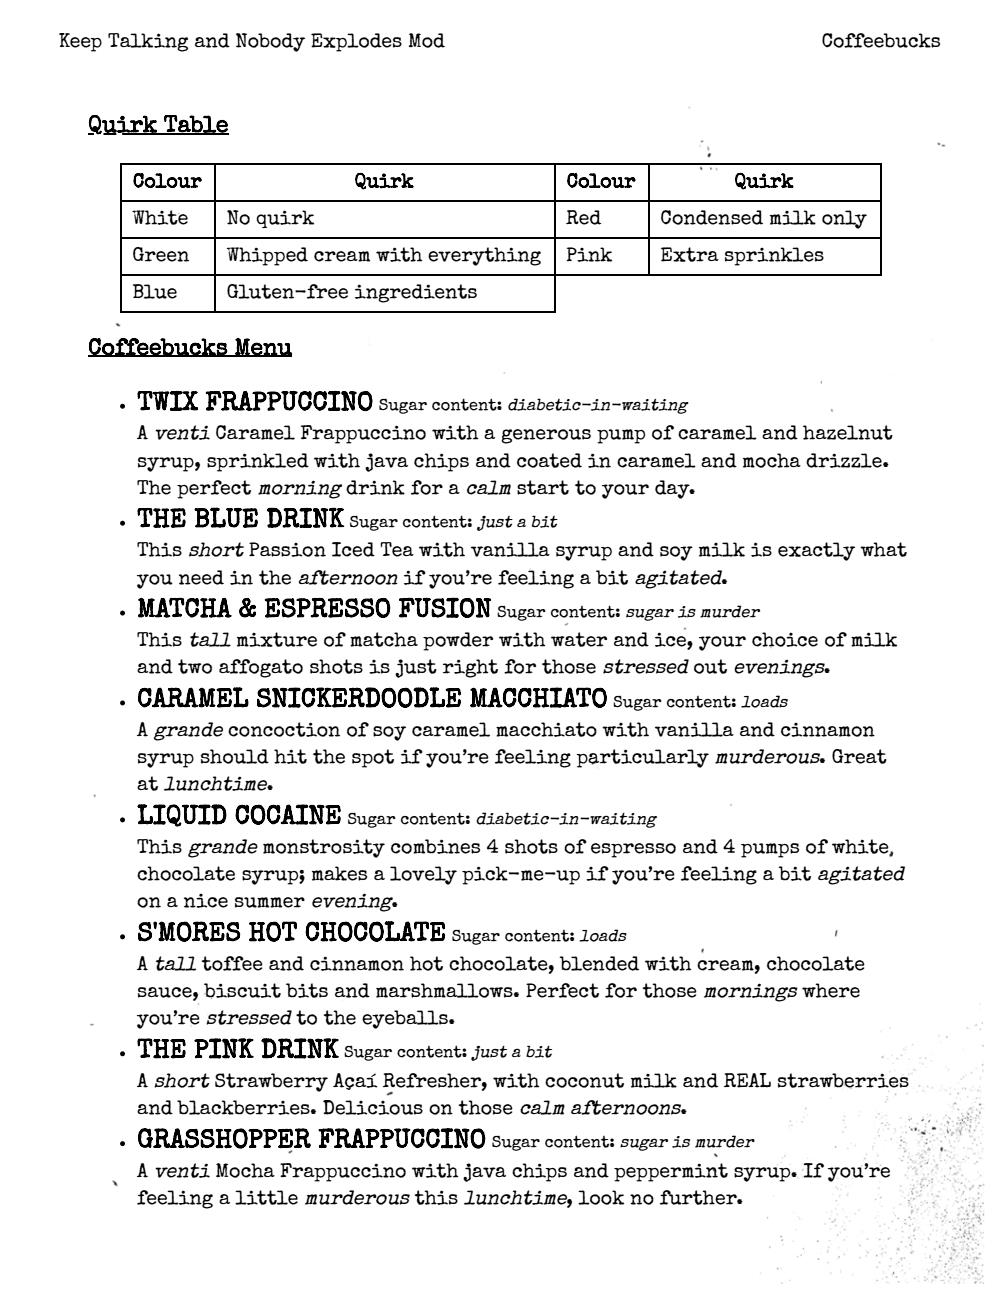 Keep Talking and Nobody Explodes Mod Coffeebucks
Quirk Table
Colour Quirk Colour Quirk
White No quirk Red Condensed milk only
Green Whipped cream with everything Pink Extra sprinkles
Blue Gluten-free ingredients
Coffeebucks Menu
• TWIX FRAPPUCCINO Sugar content: diabetic-in-waiting
A venti Caramel Frappuccino with a generous pump of caramel and hazelnut
syrup, sprinkled with java chips and coated in caramel and mocha drizzle.
The perfect morning drink for a calm start to your day.
• THE BLUE DRINK Sugar content: just a bit
This short Passion Iced Tea with vanilla syrup and soy milk is exactly what
you need in the afternoon if you're feeling a bit agitated.
• MATCHA & ESPRESSO FUSION Sugar content: sugar is murder
This tall mixture of matcha powder with water and ice, your choice of milk
and two affogato shots is just right for those stressed out evenings.
• CARAMEL SNICKERDOODLE MACCHIATO Sugar content: loads
A grande concoction of soy caramel macchiato with vanilla and cinnamon
syrup should hit the spot if you're feeling particularly murderous. Great
at lunchtime.
• LIQUID COCAINE Sugar content: diabetic-in-waiting
This grande monstrosity combines 4 shots of espresso and 4 pumps of white,
chocolate syrup; makes a lovely pick-me-up if you're feeling a bit agitated
on a nice summer evening.
• S'MORES HOT CHOCOLATE Sugar content: loads
A tall toffee and cinnamon hot chocolate, blended with cream, chocolate
sauce, biscuit bits and marshmallows. Perfect for those mornings where
you're stressed to the eyeballs.
• THE PINK DRINK Sugar content: just a bit
A short Strawberry Açaí Refresher, with coconut milk and REAL strawberries
and blackberries. Delicious on those calm afternoons.
• GRASSHOPPER FRAPPUCCINO Sugar content: sugar is murder
A venti Mocha Frappuccino with java chips and peppermint syrup. If you're
feeling a little murderous this lunchtime, look no further.